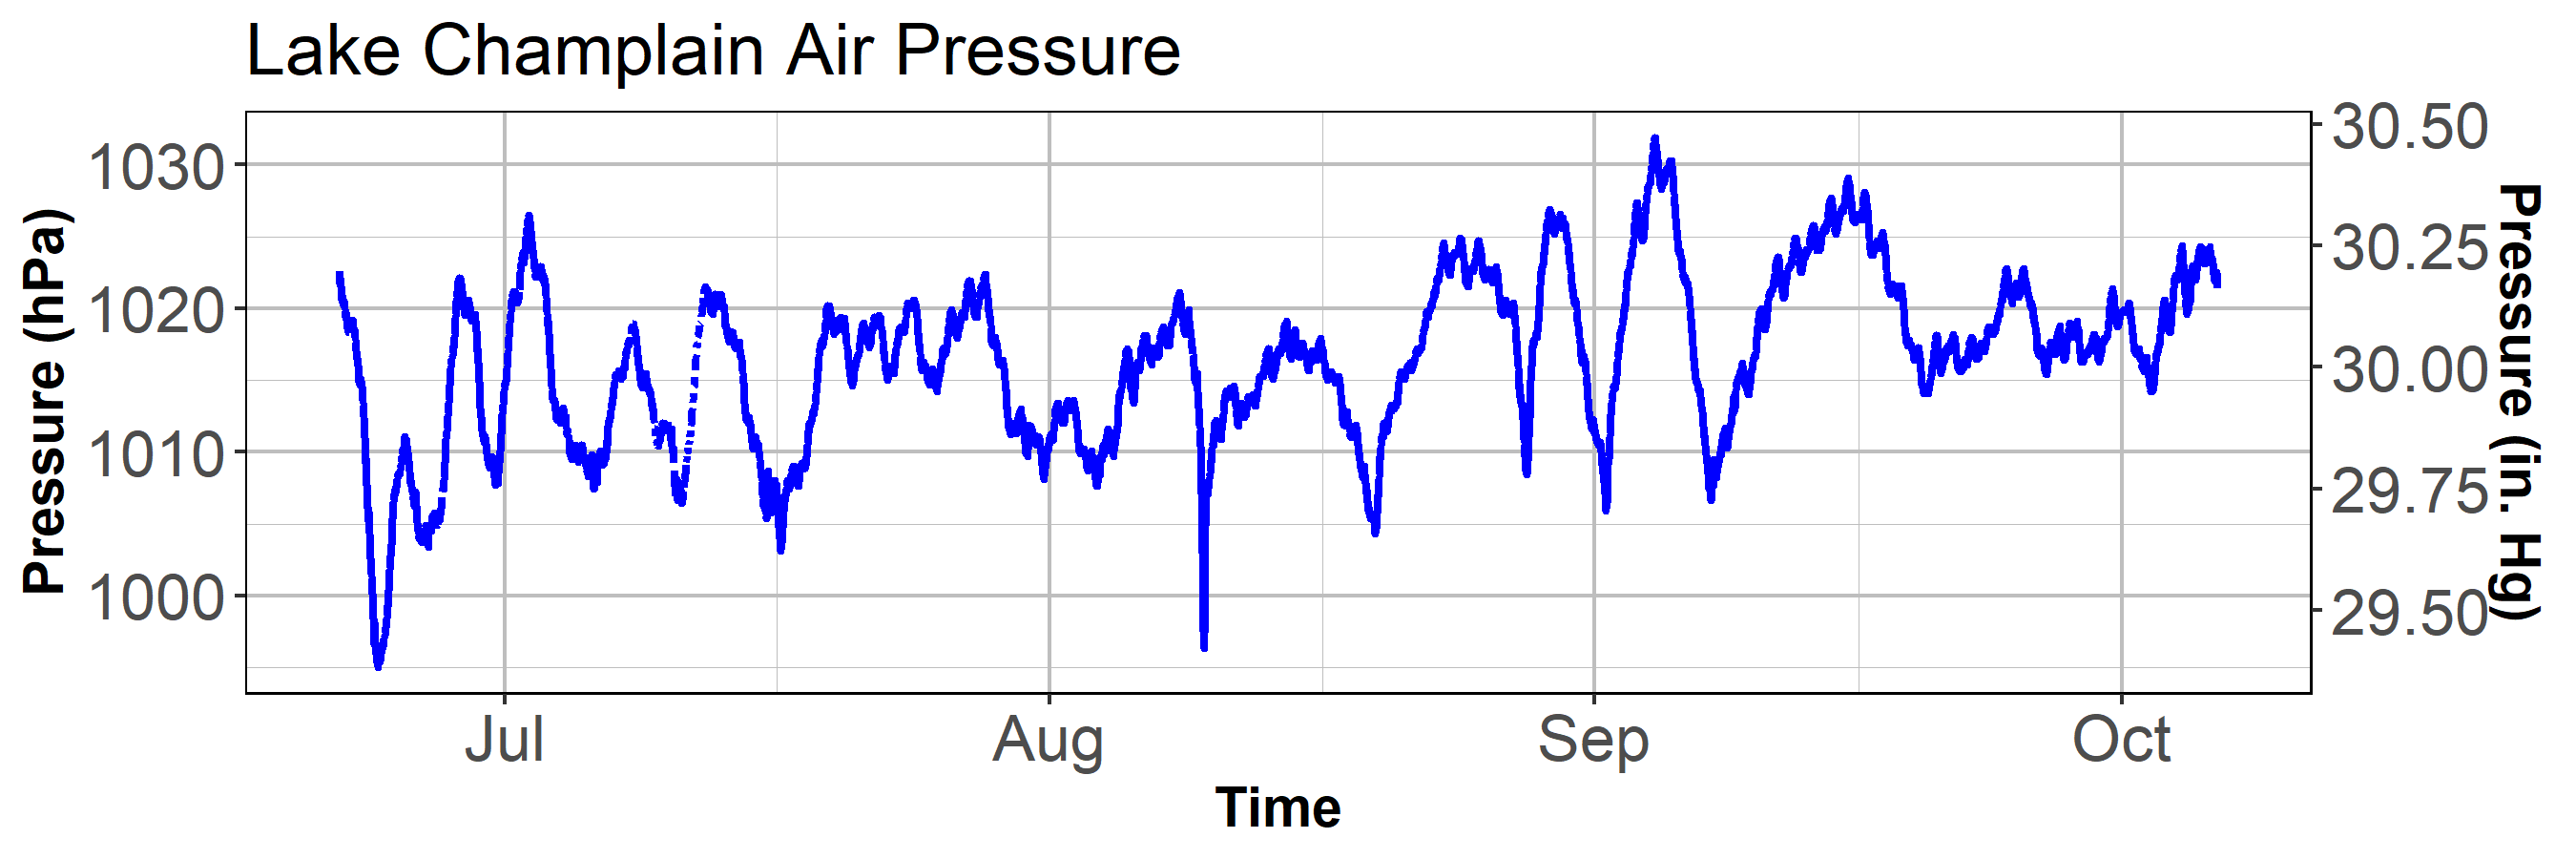 Lake Champlain Air Pressure
Pressure (hPa)
1030
1020
1010
1000
30.50
30.25
30.00
29.75
29.50
Pressure (in. Hg)
Jul
Aug
Sep
Oct
Time